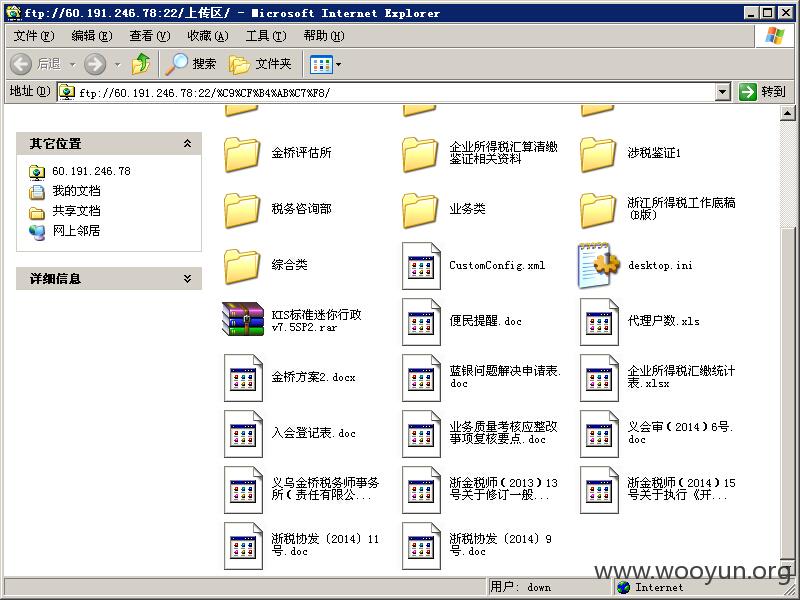 ftp://60.191.246.78:22/上传区/ - Microsoft Internet Explorer
文件(F) 编辑(E) 查看(V) 收藏(A) 工具(T) 帮助(H)
后退 搜索 文件夹
地址(D) ftp://60.191.246.78:22/%C9%CF%B4%AB%C7%F8/ 转到
其它位置
60.191.246.78
我的文档
共享文档
网上邻居
详细信息
金桥评估所
企业所得税汇算清缴
鉴证相关资料
涉税鉴证1
税务咨询部
业务类
浙江所得税工作底稿
(B版)
综合类
CustomConfig.xml
desktop.ini
KIS标准迷你行政
v7.5SP2.rar
便民提醒.doc
代理户数.xls
金桥方案2.docx
蓝银问题解决申请表.
doc
企业所得税汇缴统计
表.xlsx
入会登记表.doc
业务质量考核应整改
事项复核要点.doc
义会审(2014)6号.
doc
义乌金桥税务师事务
所(责任有限公...
浙金税师(2013)13
号关于修订一般...
浙金税师(2014)15
号关于执行《开...
浙税协发〔2014〕11
号.doc
浙税协发〔2014〕9
号.doc
www.wooyun.org
用户: down
Internet